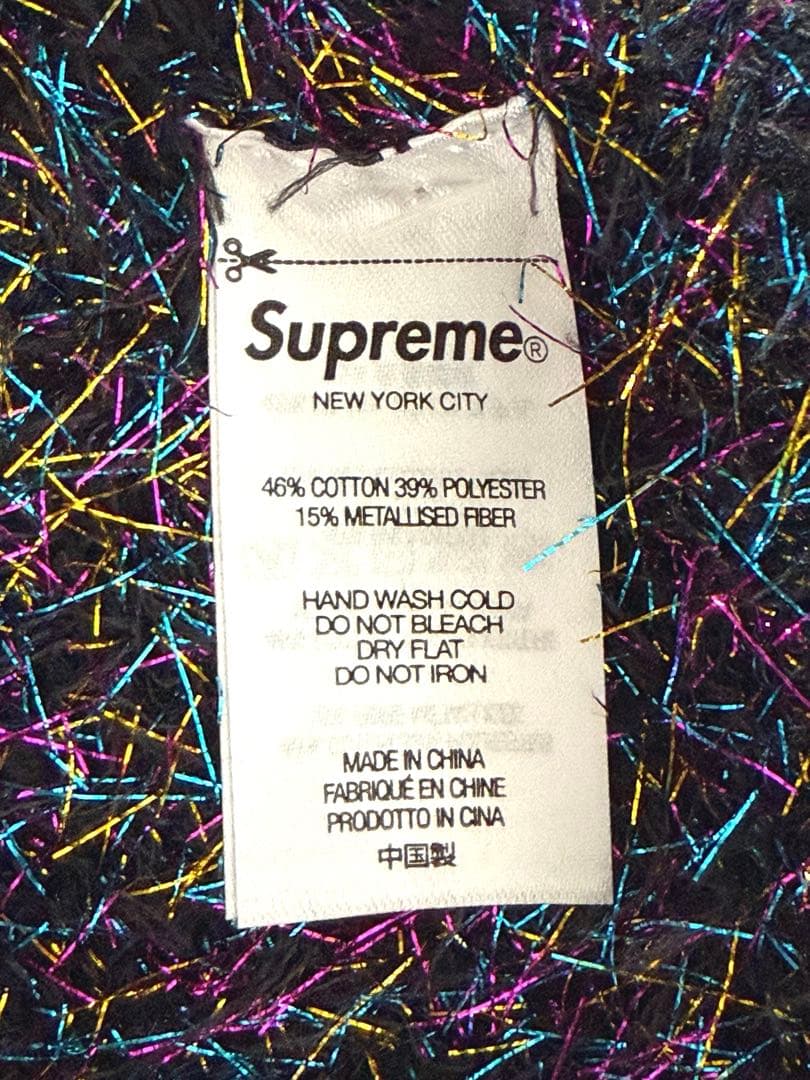 Supreme®
NEW YORK CITY
46% COTTON 39% POLYESTER
15% METALLISED FIBER
HAND WASH COLD
DO NOT BLEACH
DRY FLAT
DO NOT IRON
MADE IN CHINA
FABRIQUÉ EN CHINE
PRODOTTO IN CINA
中国製